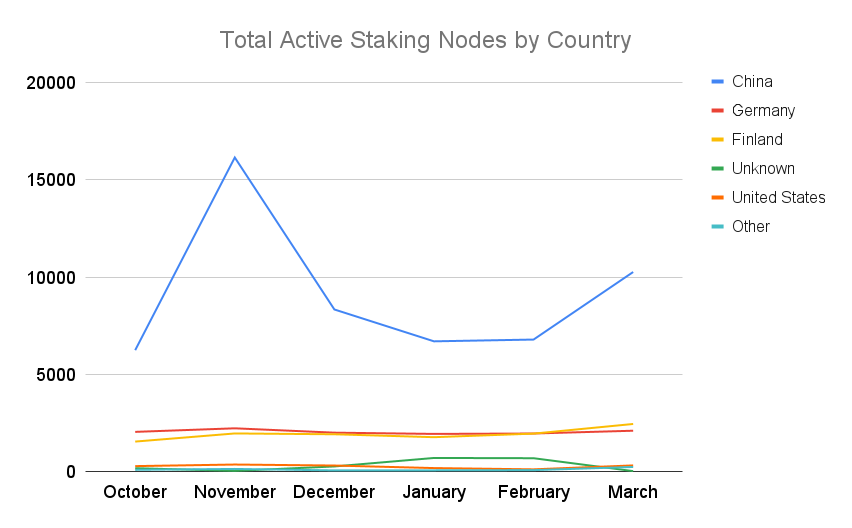 Total Active Staking Nodes by Country
20000
15000
10000
5000
0
October November December January February March
China
Germany
Finland
Unknown
United States
Other